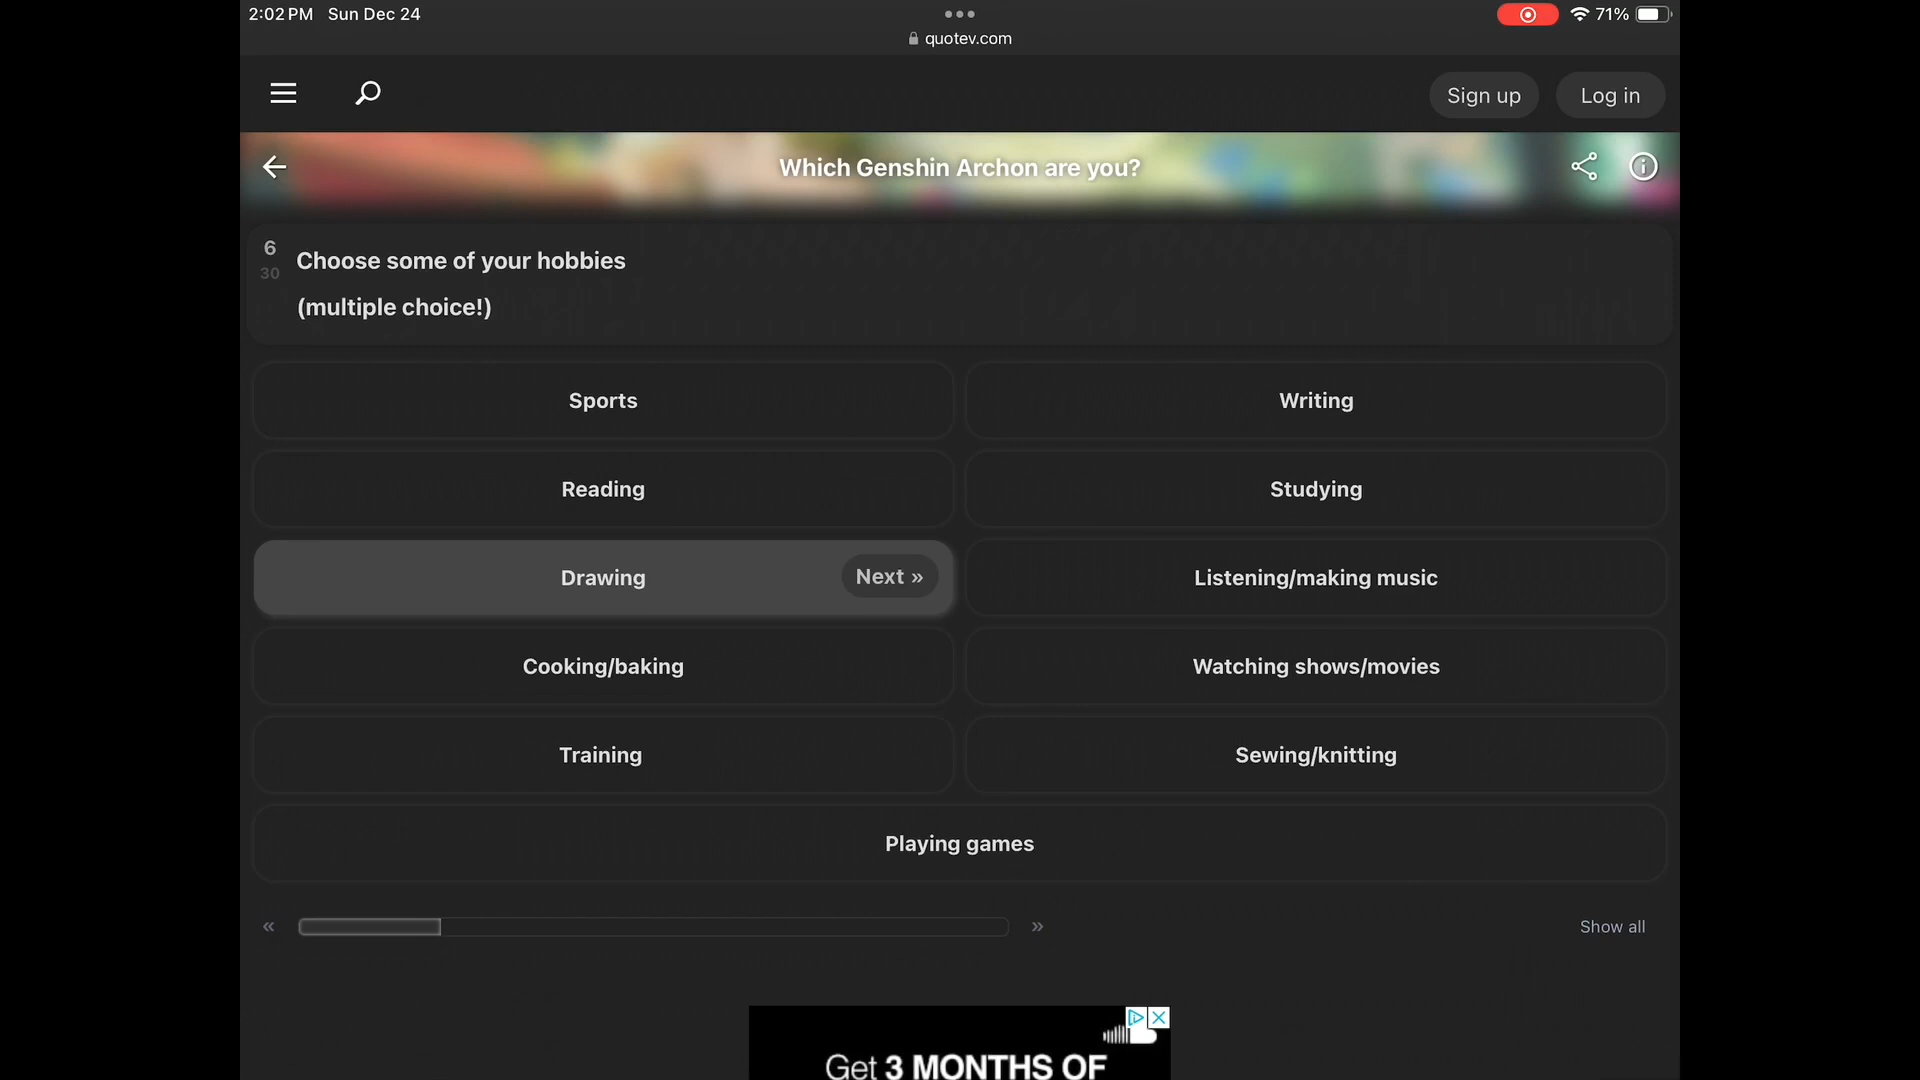 2:02 PM Sun Dec 24
71%
quotev.com
Sign up
Log in
Which Genshin Archon are you?
6
30
Choose some of your hobbies
(multiple choice!)
Sports
Writing
Reading
Studying
Drawing
Next »
Listening/making music
Cooking/baking
Watching shows/movies
Training
Sewing/knitting
Playing games
«
»
Show all
Get 3 MONTHS OF